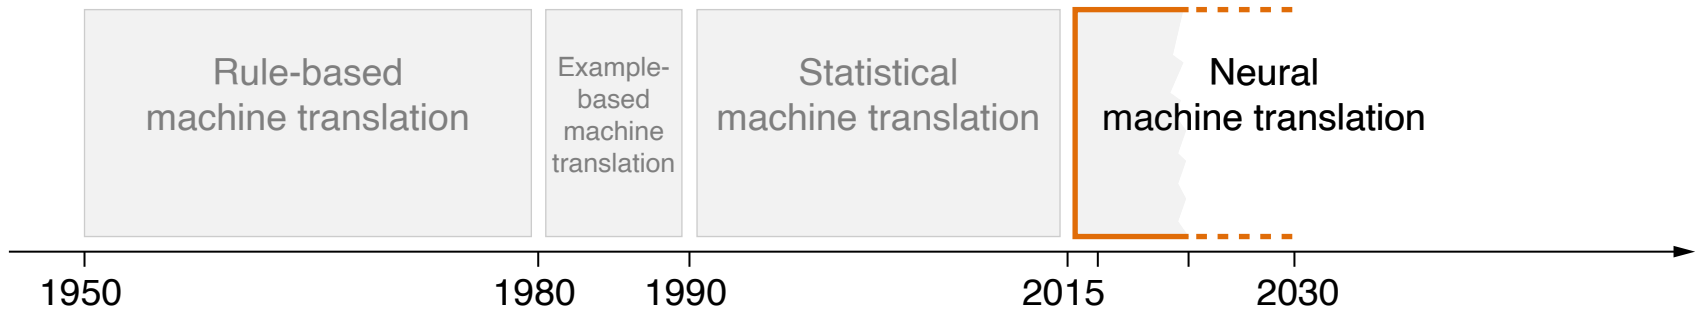 Rule-based
machine translation
Example-
based
machine
translation
Statistical
machine translation
Neural
machine translation
1950
1980
1990
2015
2030